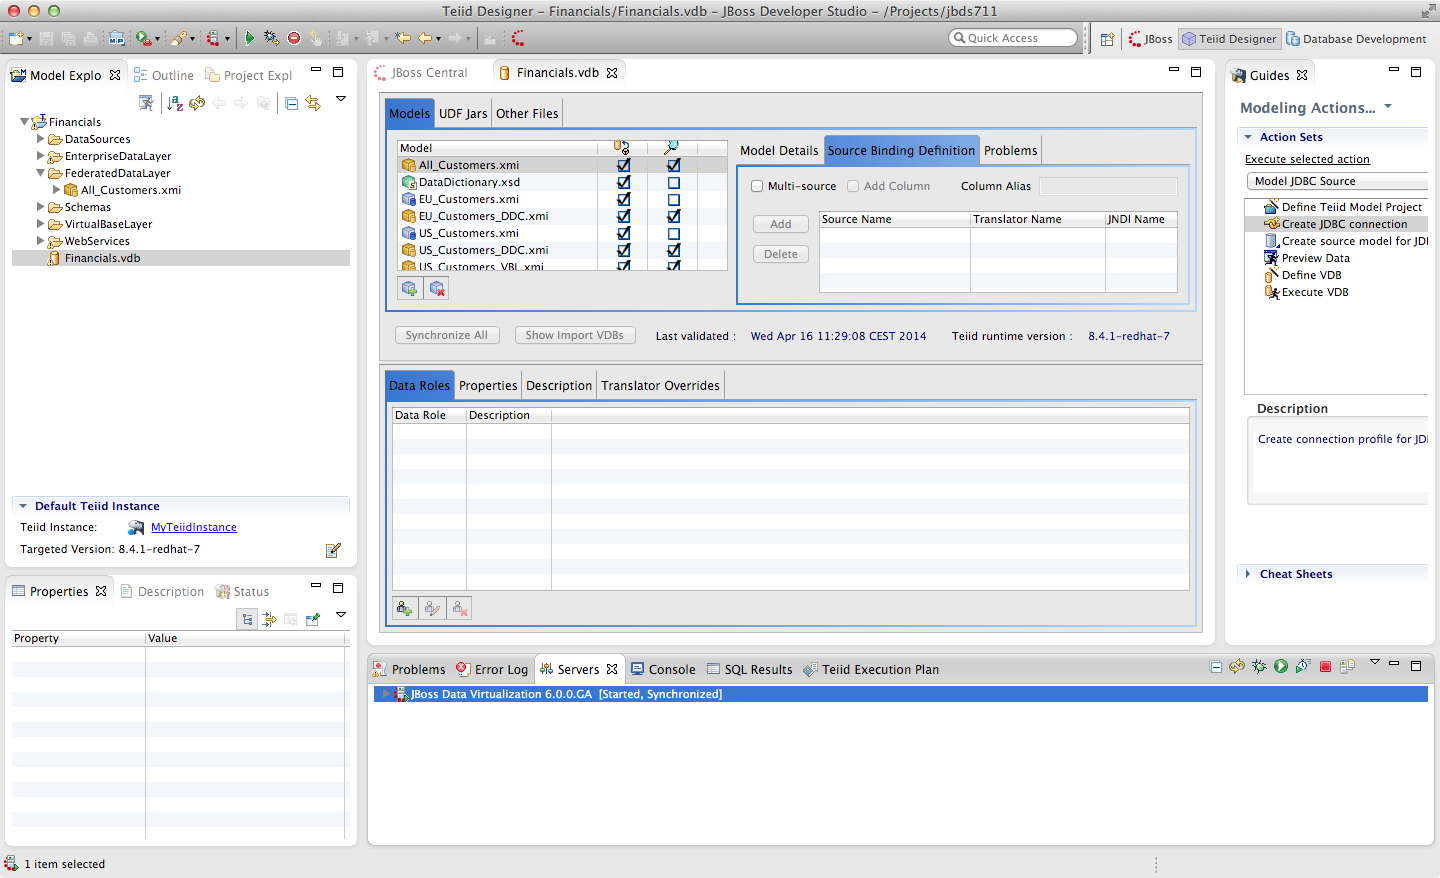 Teiid Designer – Financials/Financials.vdb – JBoss Developer Studio – /Projects/jbds711
Quick Access
JBoss
Teiid Designer
Database Development
Model Explo
Outline
Project Expl
Financials
DataSources
EnterpriseDataLayer
FederatedDataLayer
All_Customers.xmi
Schemas
VirtualBaseLayer
WebServices
Financials.vdb
Default Teiid Instance
Teiid Instance: MyTeiidInstance
Targeted Version: 8.4.1-redhat-7
Properties
Description
Status
Property Value
JBoss Central
Financials.vdb
Models UDF Jars Other Files
Model
All_Customers.xmi
DataDictionary.xsd
EU_Customers.xmi
EU_Customers_DDC.xmi
US_Customers.xmi
US_Customers_DDC.xmi
US_Customers_VBL.xmi
Model Details Source Binding Definition Problems
Multi-source Add Column Column Alias
Add
Delete
Source Name Translator Name JNDI Name
Synchronize All Show Import VDBs Last validated : Wed Apr 16 11:29:08 CEST 2014 Teiid runtime version : 8.4.1-redhat-7
Data Roles Properties Description Translator Overrides
Data Role Description
Problems Error Log Servers Console SQL Results Teiid Execution Plan
JBoss Data Virtualization 6.0.0.GA [Started, Synchronized]
Guides
Modeling Actions...
Action Sets
Execute selected action
Model JDBC Source
Define Teiid Model Project
Create JDBC connection
Create source model for JD
Preview Data
Define VDB
Execute VDB
Description
Create connection profile for JD
Cheat Sheets
1 item selected